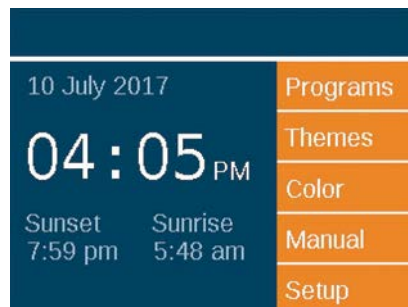 10 July 2017
04:05 PM
Sunset Sunrise
7:59 pm 5:48 am
Programs
Themes
Color
Manual
Setup